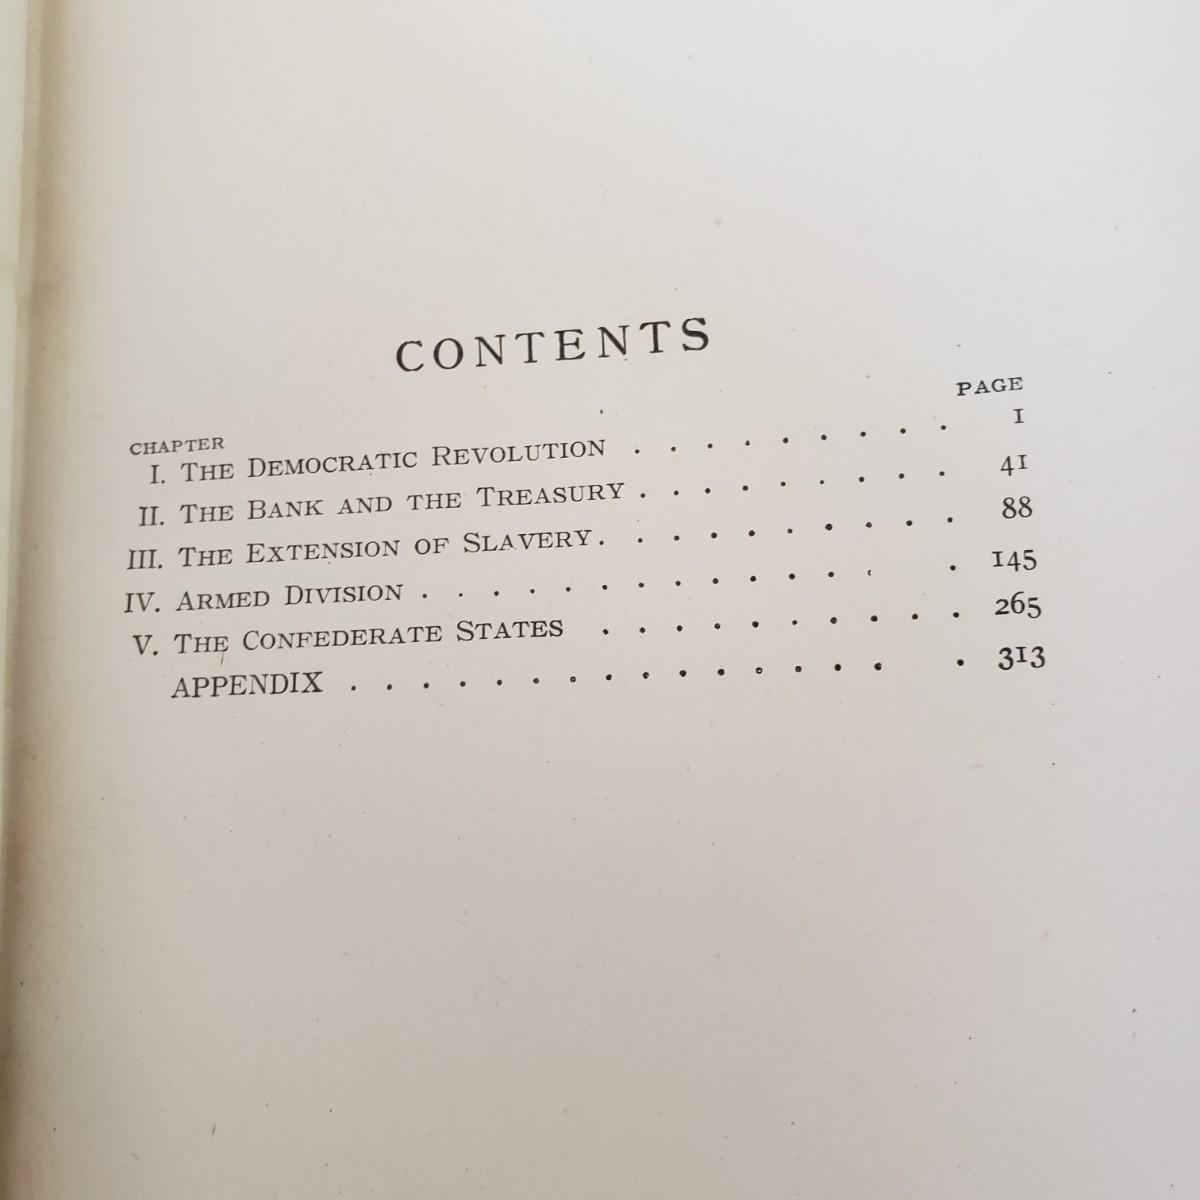 CONTENTS
CHAPTER PAGE
I. THE DEMOCRATIC REVOLUTION . . . . . . . . . 1
II. THE BANK AND THE TREASURY . . . . . . . . . 41
III. THE EXTENSION OF SLAVERY . . . . . . . . . . 88
IV. ARMED DIVISION . . . . . . . . . . . . . . 145
V. THE CONFEDERATE STATES . . . . . . . . . . 265
APPENDIX . . . . . . . . . . . . . . . . 313